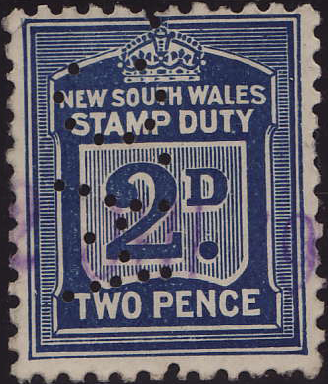 NEW SOUTH WALES
STAMP DUTY
2D.
TWO PENCE